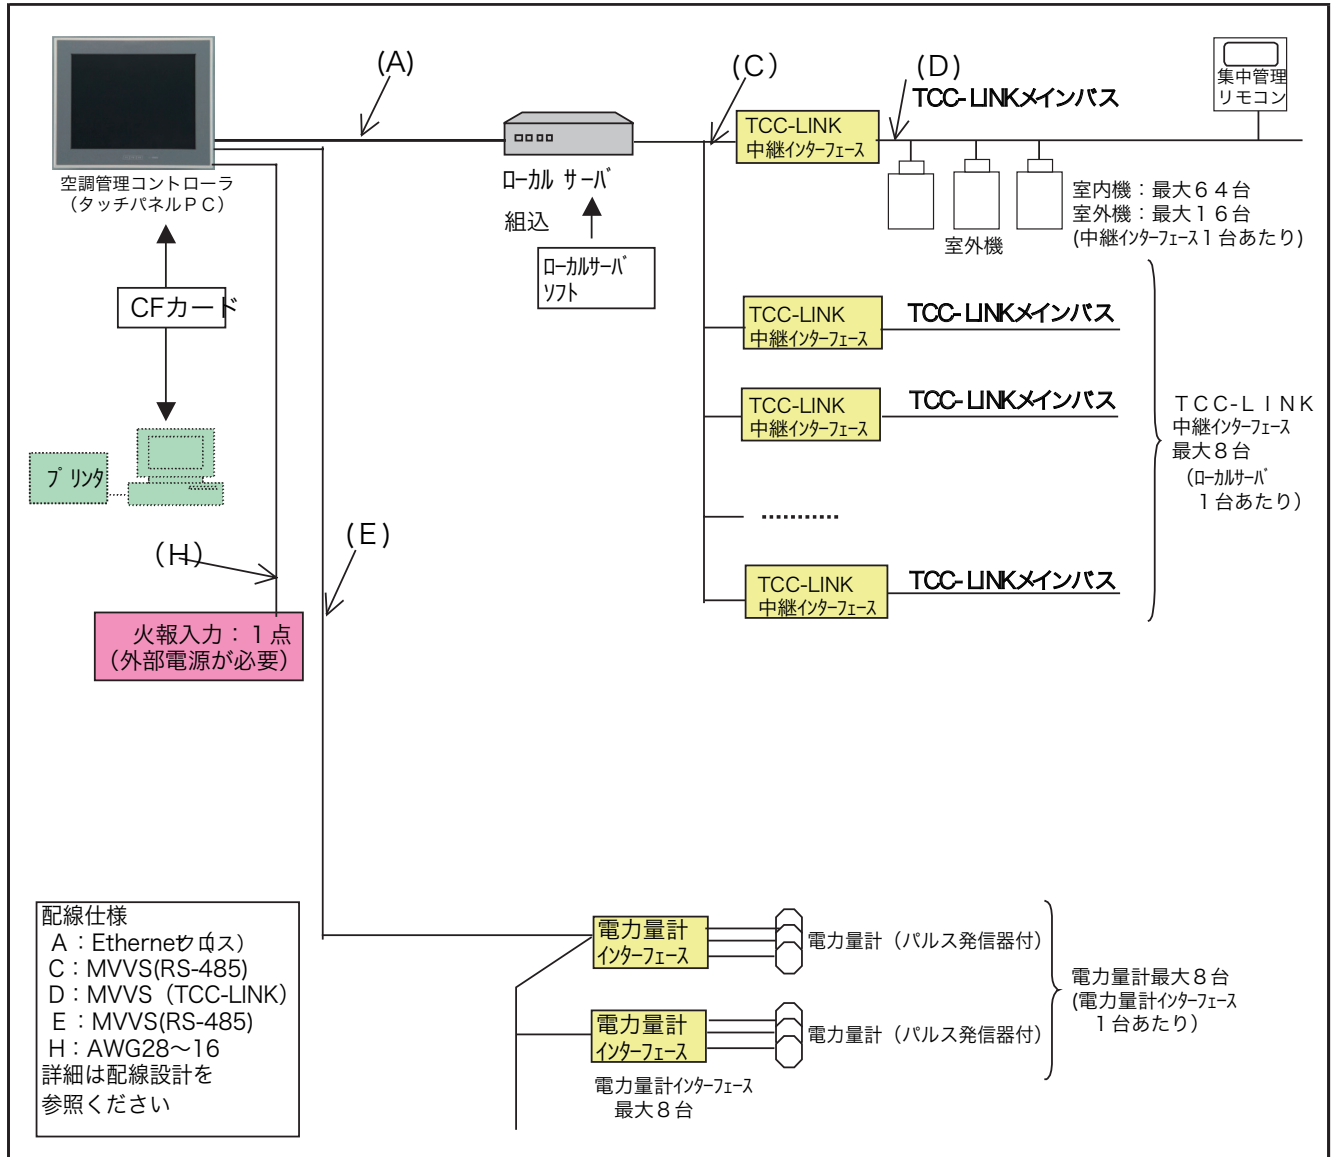 (A)
(C)
(D)
TCC-LINKメインバス
集中管理
リモコン
TCC-LINK
中継インターフェース
空調管理コントローラ
（タッチパネルＰＣ）
ローカル サーバ
組込
ローカルサーバ
ソフト
室外機
室内機：最大６４台
室外機：最大１６台
(中継インターフェース１台あたり)
CFカード
TCC-LINK
中継インターフェース
TCC-LINKメインバス
TCC-LINK
中継インターフェース
TCC-LINKメインバス
ＴＣＣ-ＬＩＮＫ
中継インターフェース
最大８台
（ローカルサーバ
１台あたり）
プリンタ
............
(H)
(E)
TCC-LINK
中継インターフェース
TCC-LINKメインバス
火報入力：１点
（外部電源が必要）
配線仕様
A：Ethernet(クロス)
C：MVVS(RS-485)
D：MVVS（TCC-LINK）
E：MVVS(RS-485)
H：AWG28～16
詳細は配線設計を
参照ください
電力量計
インターフェース
電力量計（パルス発信器付）
電力量計
インターフェース
電力量計（パルス発信器付）
電力量計インターフェース
最大８台
電力量計最大８台
(電力量計インターフェース
１台あたり）